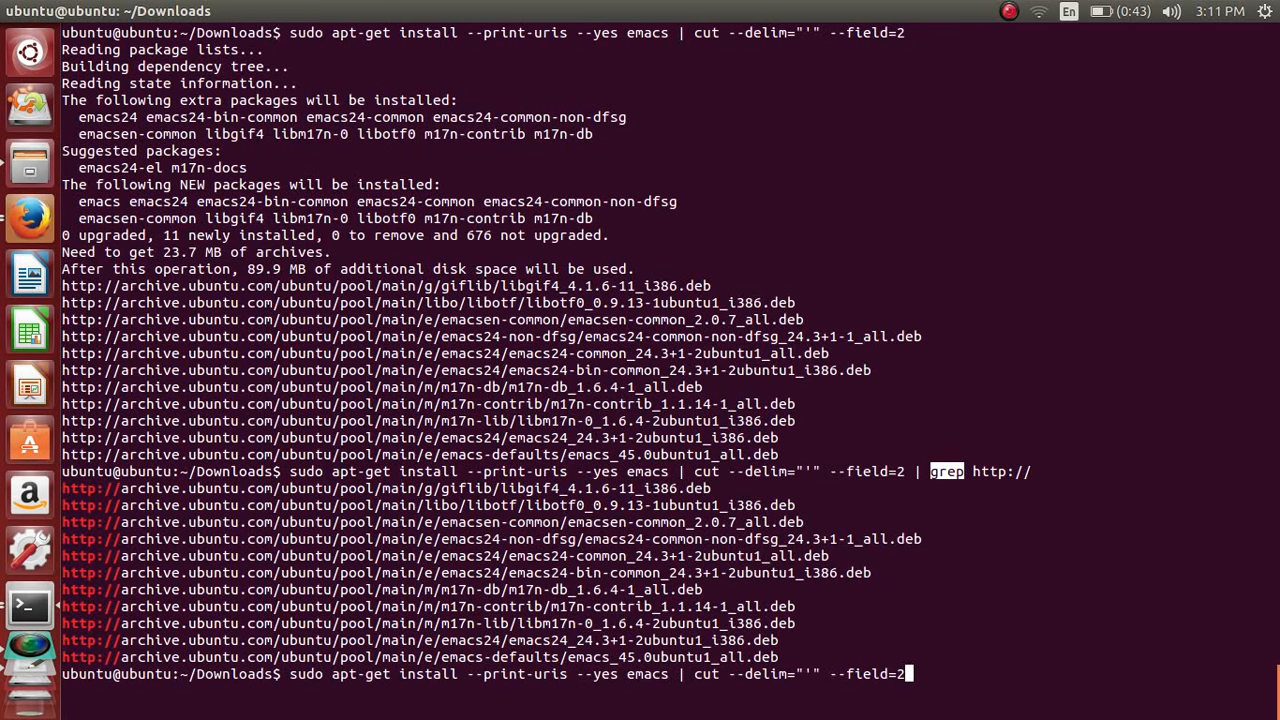 ubuntu@ubuntu: ~/Downloads
En
(0:43)
3:11 PM
ubuntu@ubuntu:~/Downloads$ sudo apt-get install --print-uris --yes emacs | cut --delim="'" --field=2
Reading package lists...
Building dependency tree...
Reading state information...
The following extra packages will be installed:
emacs24 emacs24-bin-common emacs24-common emacs24-common-non-dfsg
emacsen-common libgif4 libm17n-0 libotf0 m17n-contrib m17n-db
Suggested packages:
emacs24-el m17n-docs
The following NEW packages will be installed:
emacs emacs24 emacs24-bin-common emacs24-common emacs24-common-non-dfsg
emacsen-common libgif4 libm17n-0 libotf0 m17n-contrib m17n-db
0 upgraded, 11 newly installed, 0 to remove and 676 not upgraded.
Need to get 23.7 MB of archives.
After this operation, 89.9 MB of additional disk space will be used.
http://archive.ubuntu.com/ubuntu/pool/main/g/giflib/libgif4_4.1.6-11_i386.deb
http://archive.ubuntu.com/ubuntu/pool/main/libo/libotf/libotf0_0.9.13-1ubuntu1_i386.deb
http://archive.ubuntu.com/ubuntu/pool/main/e/emacsen-common/emacsen-common_2.0.7_all.deb
http://archive.ubuntu.com/ubuntu/pool/main/e/emacs24-non-dfsg/emacs24-common-non-dfsg_24.3+1-1_all.deb
http://archive.ubuntu.com/ubuntu/pool/main/e/emacs24/emacs24-common_24.3+1-2ubuntu1_all.deb
http://archive.ubuntu.com/ubuntu/pool/main/e/emacs24/emacs24-bin-common_24.3+1-2ubuntu1_i386.deb
http://archive.ubuntu.com/ubuntu/pool/main/m/m17n-db/m17n-db_1.6.4-1_all.deb
http://archive.ubuntu.com/ubuntu/pool/main/m/m17n-contrib/m17n-contrib_1.1.14-1_all.deb
http://archive.ubuntu.com/ubuntu/pool/main/m/m17n-lib/libm17n-0_1.6.4-2ubuntu1_i386.deb
http://archive.ubuntu.com/ubuntu/pool/main/e/emacs24/emacs24_24.3+1-2ubuntu1_i386.deb
http://archive.ubuntu.com/ubuntu/pool/main/e/emacs-defaults/emacs_45.0ubuntu1_all.deb
ubuntu@ubuntu:~/Downloads$ sudo apt-get install --print-uris --yes emacs | cut --delim="'" --field=2 | grep http://
http://archive.ubuntu.com/ubuntu/pool/main/g/giflib/libgif4_4.1.6-11_i386.deb
http://archive.ubuntu.com/ubuntu/pool/main/libo/libotf/libotf0_0.9.13-1ubuntu1_i386.deb
http://archive.ubuntu.com/ubuntu/pool/main/e/emacsen-common/emacsen-common_2.0.7_all.deb
http://archive.ubuntu.com/ubuntu/pool/main/e/emacs24-non-dfsg/emacs24-common-non-dfsg_24.3+1-1_all.deb
http://archive.ubuntu.com/ubuntu/pool/main/e/emacs24/emacs24-common_24.3+1-2ubuntu1_all.deb
http://archive.ubuntu.com/ubuntu/pool/main/e/emacs24/emacs24-bin-common_24.3+1-2ubuntu1_i386.deb
http://archive.ubuntu.com/ubuntu/pool/main/m/m17n-db/m17n-db_1.6.4-1_all.deb
http://archive.ubuntu.com/ubuntu/pool/main/m/m17n-contrib/m17n-contrib_1.1.14-1_all.deb
http://archive.ubuntu.com/ubuntu/pool/main/m/m17n-lib/libm17n-0_1.6.4-2ubuntu1_i386.deb
http://archive.ubuntu.com/ubuntu/pool/main/e/emacs24/emacs24_24.3+1-2ubuntu1_i386.deb
http://archive.ubuntu.com/ubuntu/pool/main/e/emacs-defaults/emacs_45.0ubuntu1_all.deb
ubuntu@ubuntu:~/Downloads$ sudo apt-get install --print-uris --yes emacs | cut --delim="'" --field=2